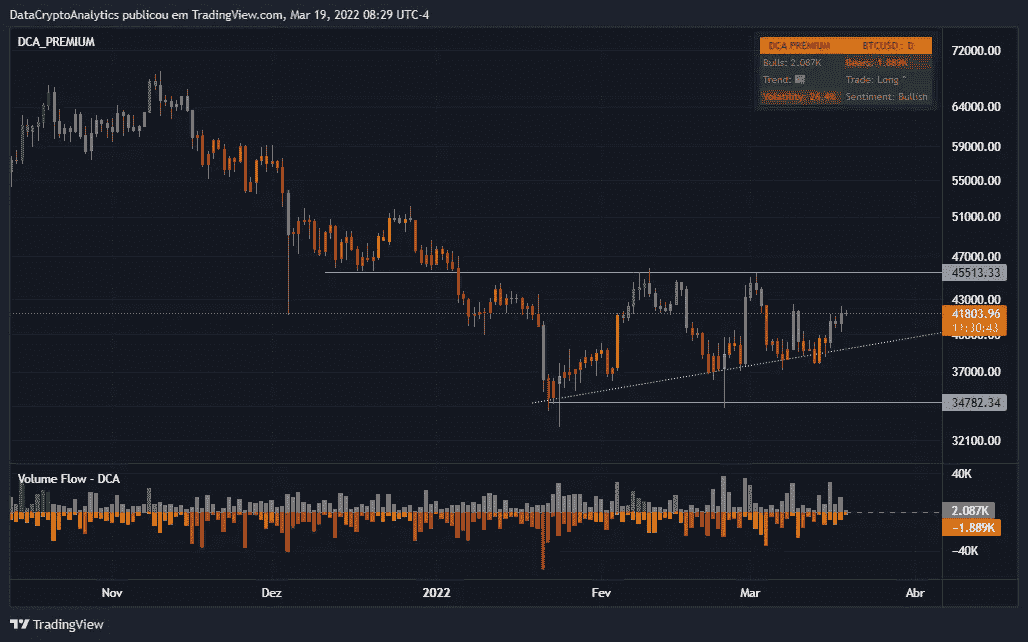 DataCryptoAnalytics publicou em TradingView.com, Mar 19, 2022 08:29 UTC-4
DCA_PREMIUM
DCA PREMIUM BTCUSD : D
Bulls: 2.087K Bears: 1.889K
Trend: Trade: Long ^
Volatility: 26.4% Sentiment: Bullish
72000.00
64000.00
59000.00
55000.00
51000.00
47000.00
45513.33
43000.00
41803.96
11:30:43
37000.00
34782.34
32100.00
Volume Flow - DCA
40K
2.087K
-1.889K
-40K
Nov Dez 2022 Fev Mar Abr
TradingView